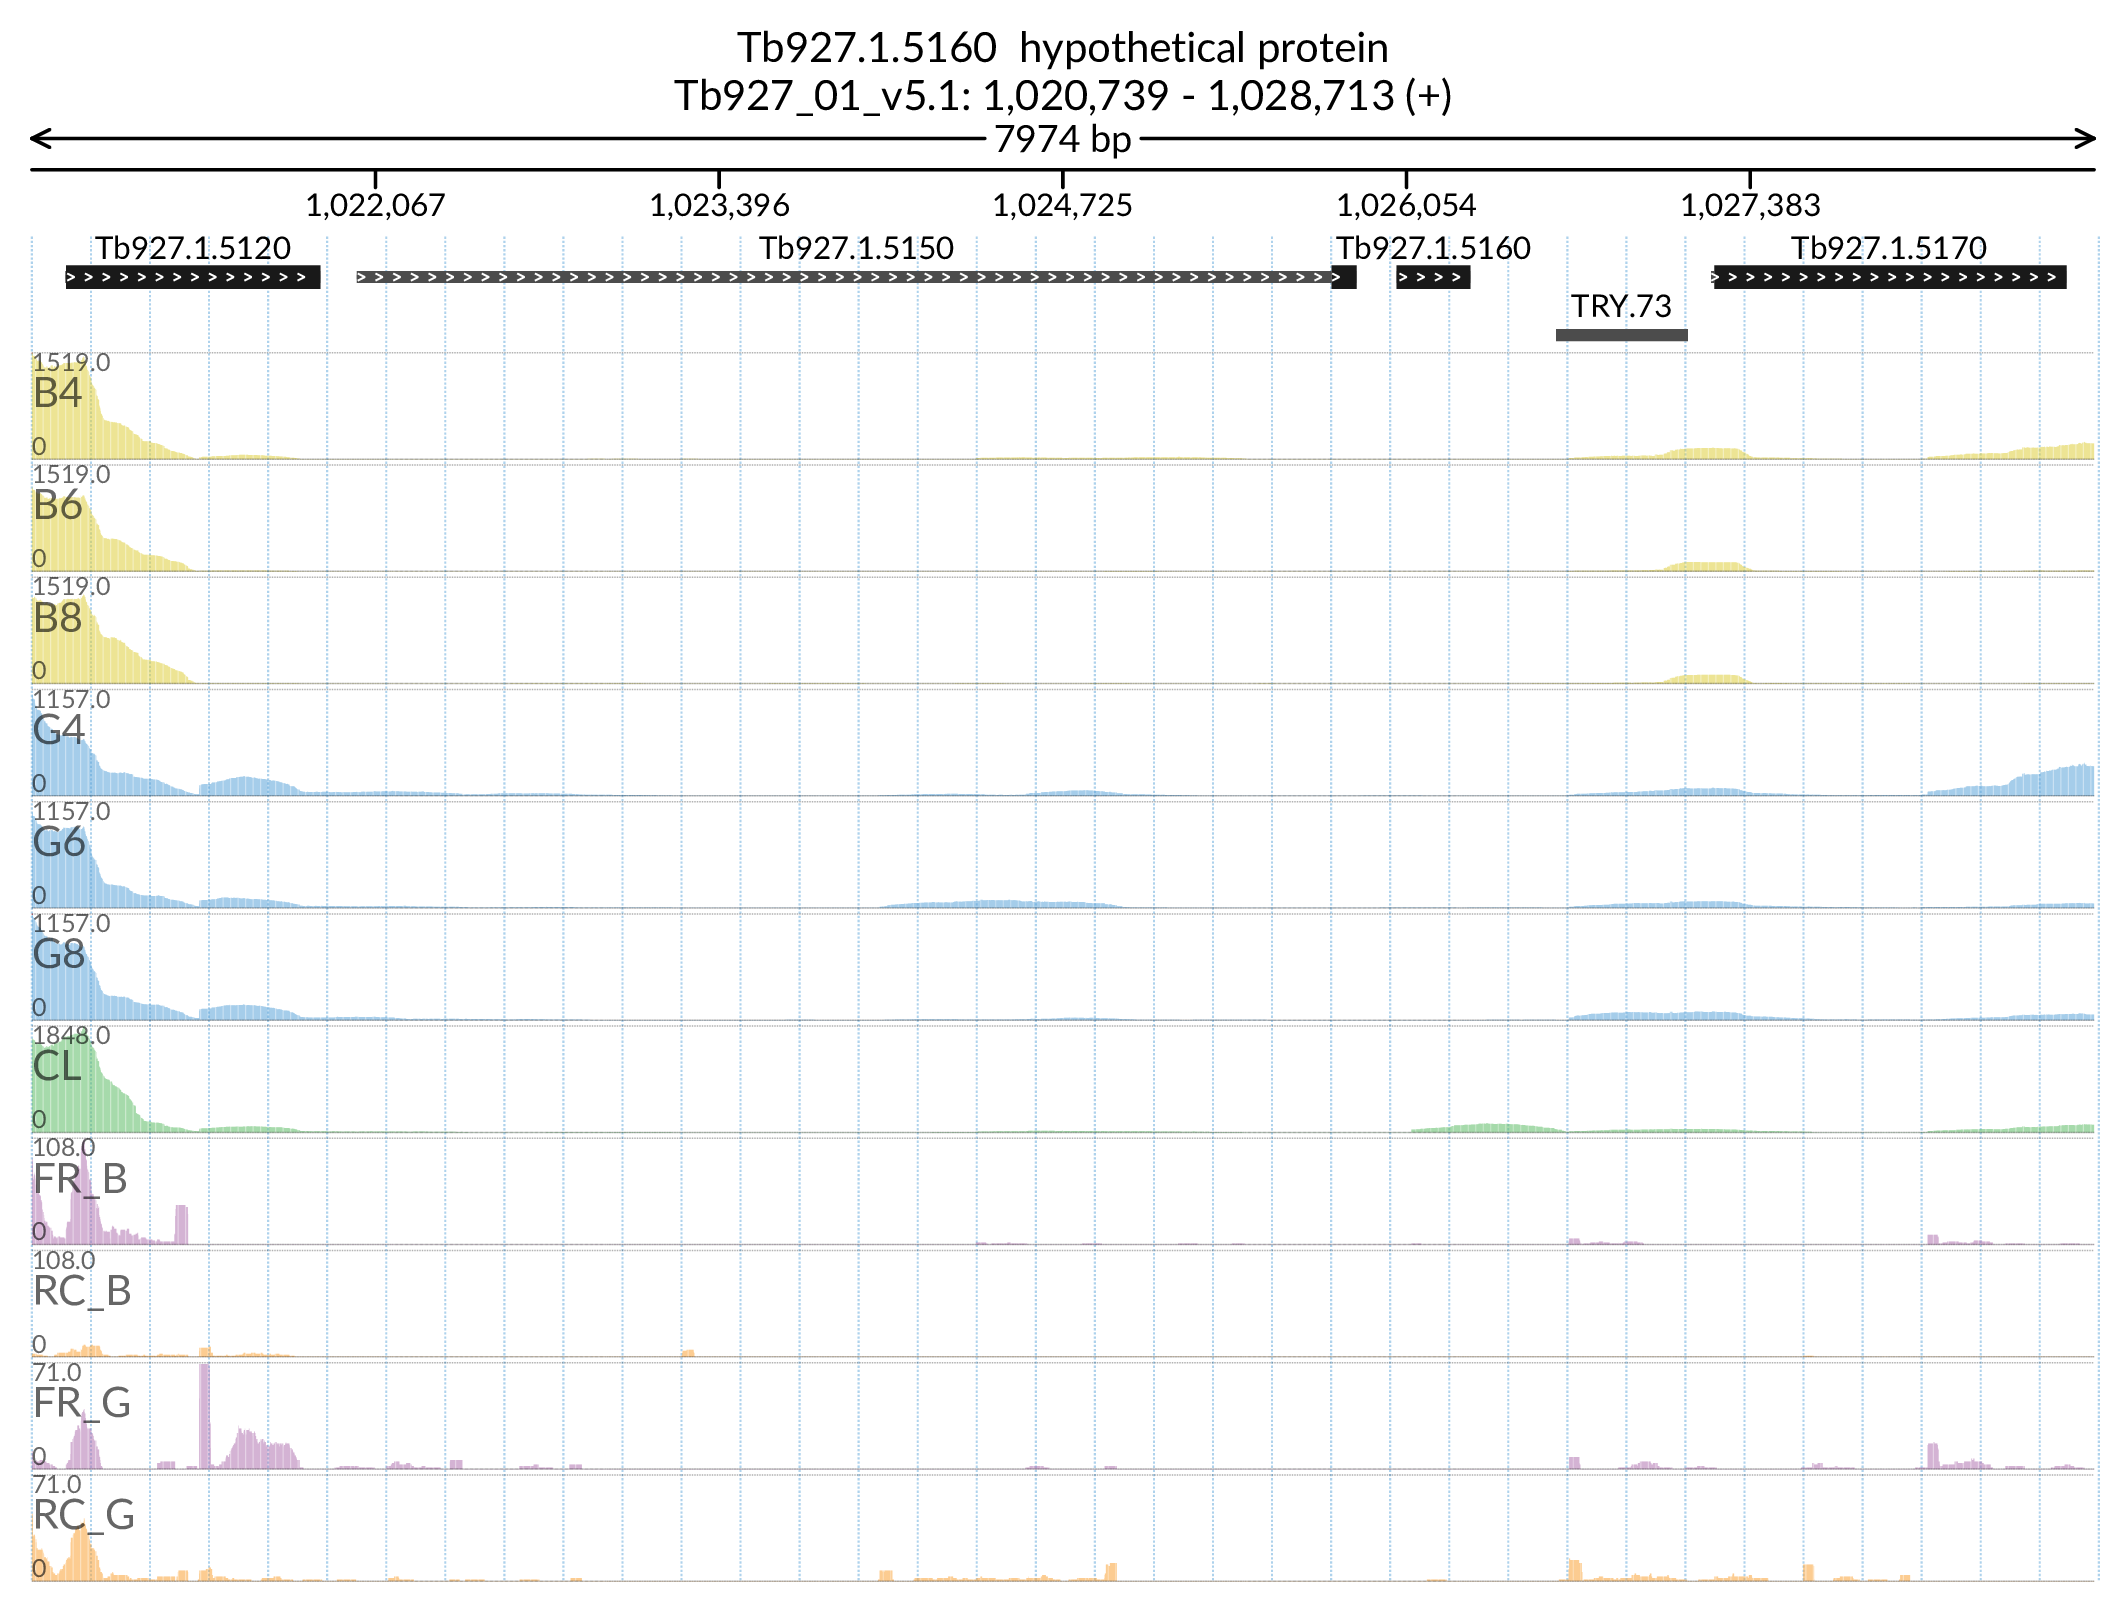 Tb927.1.5160  hypothetical protein
Tb927_01_v5.1: 1,020,739 - 1,028,713 (+)
7974 bp
1,022,067 1,023,396 1,024,725 1,026,054 1,027,383
Tb927.1.5120 Tb927.1.5150 Tb927.1.5160 Tb927.1.5170
TRY.73
1519.0
B4
0
1519.0
B6
0
1519.0
B8
0
1157.0
G4
0
1157.0
G6
0
1157.0
G8
0
1848.0
CL
0
108.0
FR_B
0
108.0
RC_B
0
71.0
FR_G
0
71.0
RC_G
0